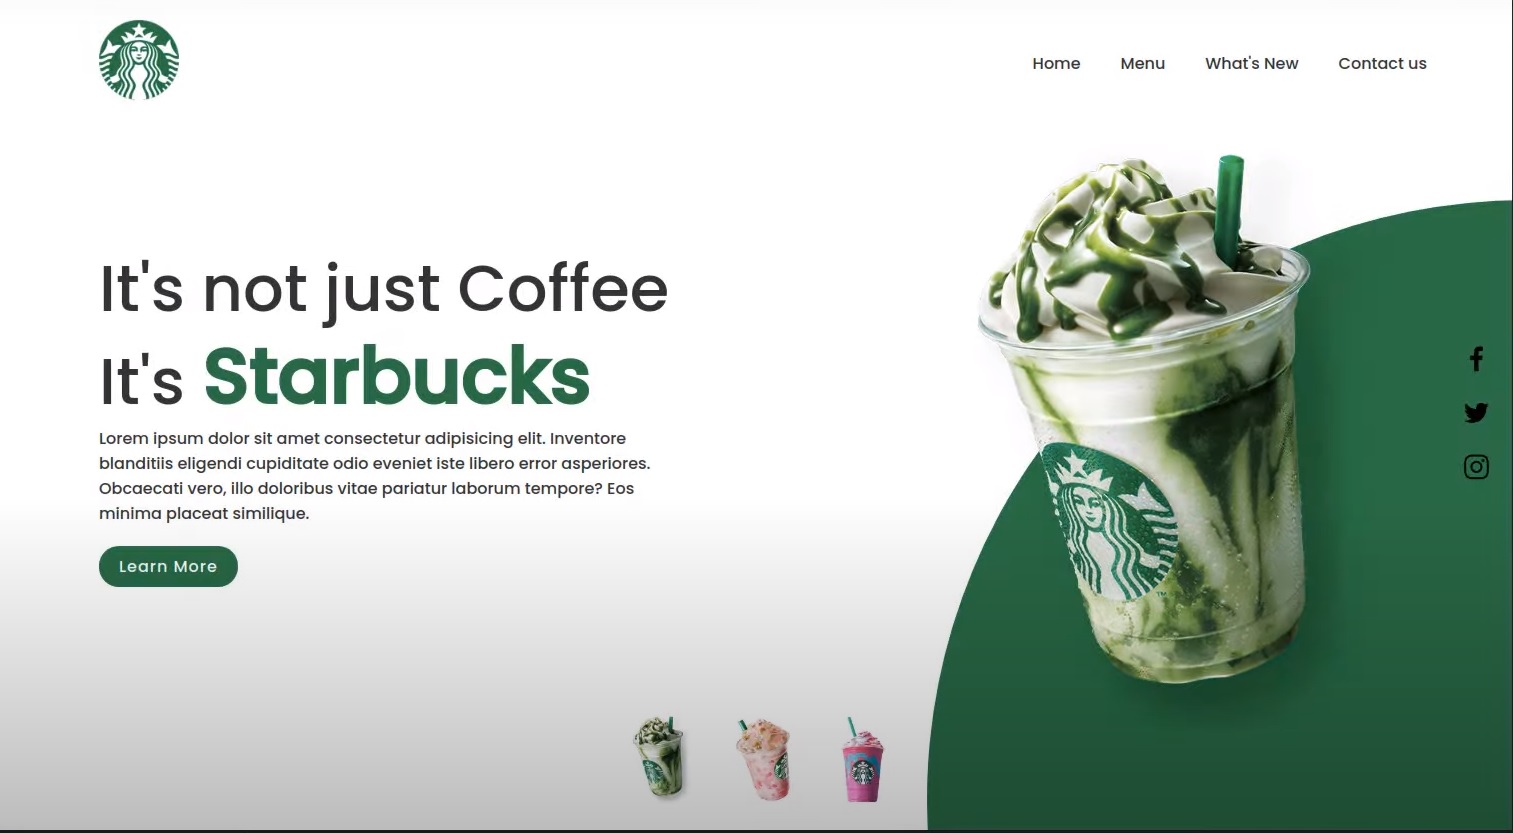 Home Menu What's New Contact us
It's not just Coffee
It's Starbucks
Lorem ipsum dolor sit amet consectetur adipisicing elit. Inventore
blanditiis eligendi cupiditate odio eveniet iste libero error asperiores.
Obcaecati vero, illo doloribus vitae pariatur laborum tempore? Eos
minima placeat similique.
Learn More
TM